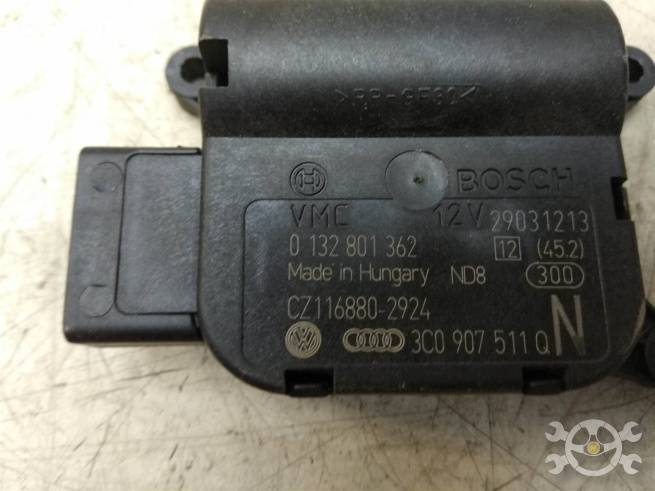 >PP-GF30<
BOSCH
VMC 12V 29031213
0 132 801 362 12 (45.2)
Made in Hungary ND8 300
CZ116880-2924
3C0 907 511 Q N